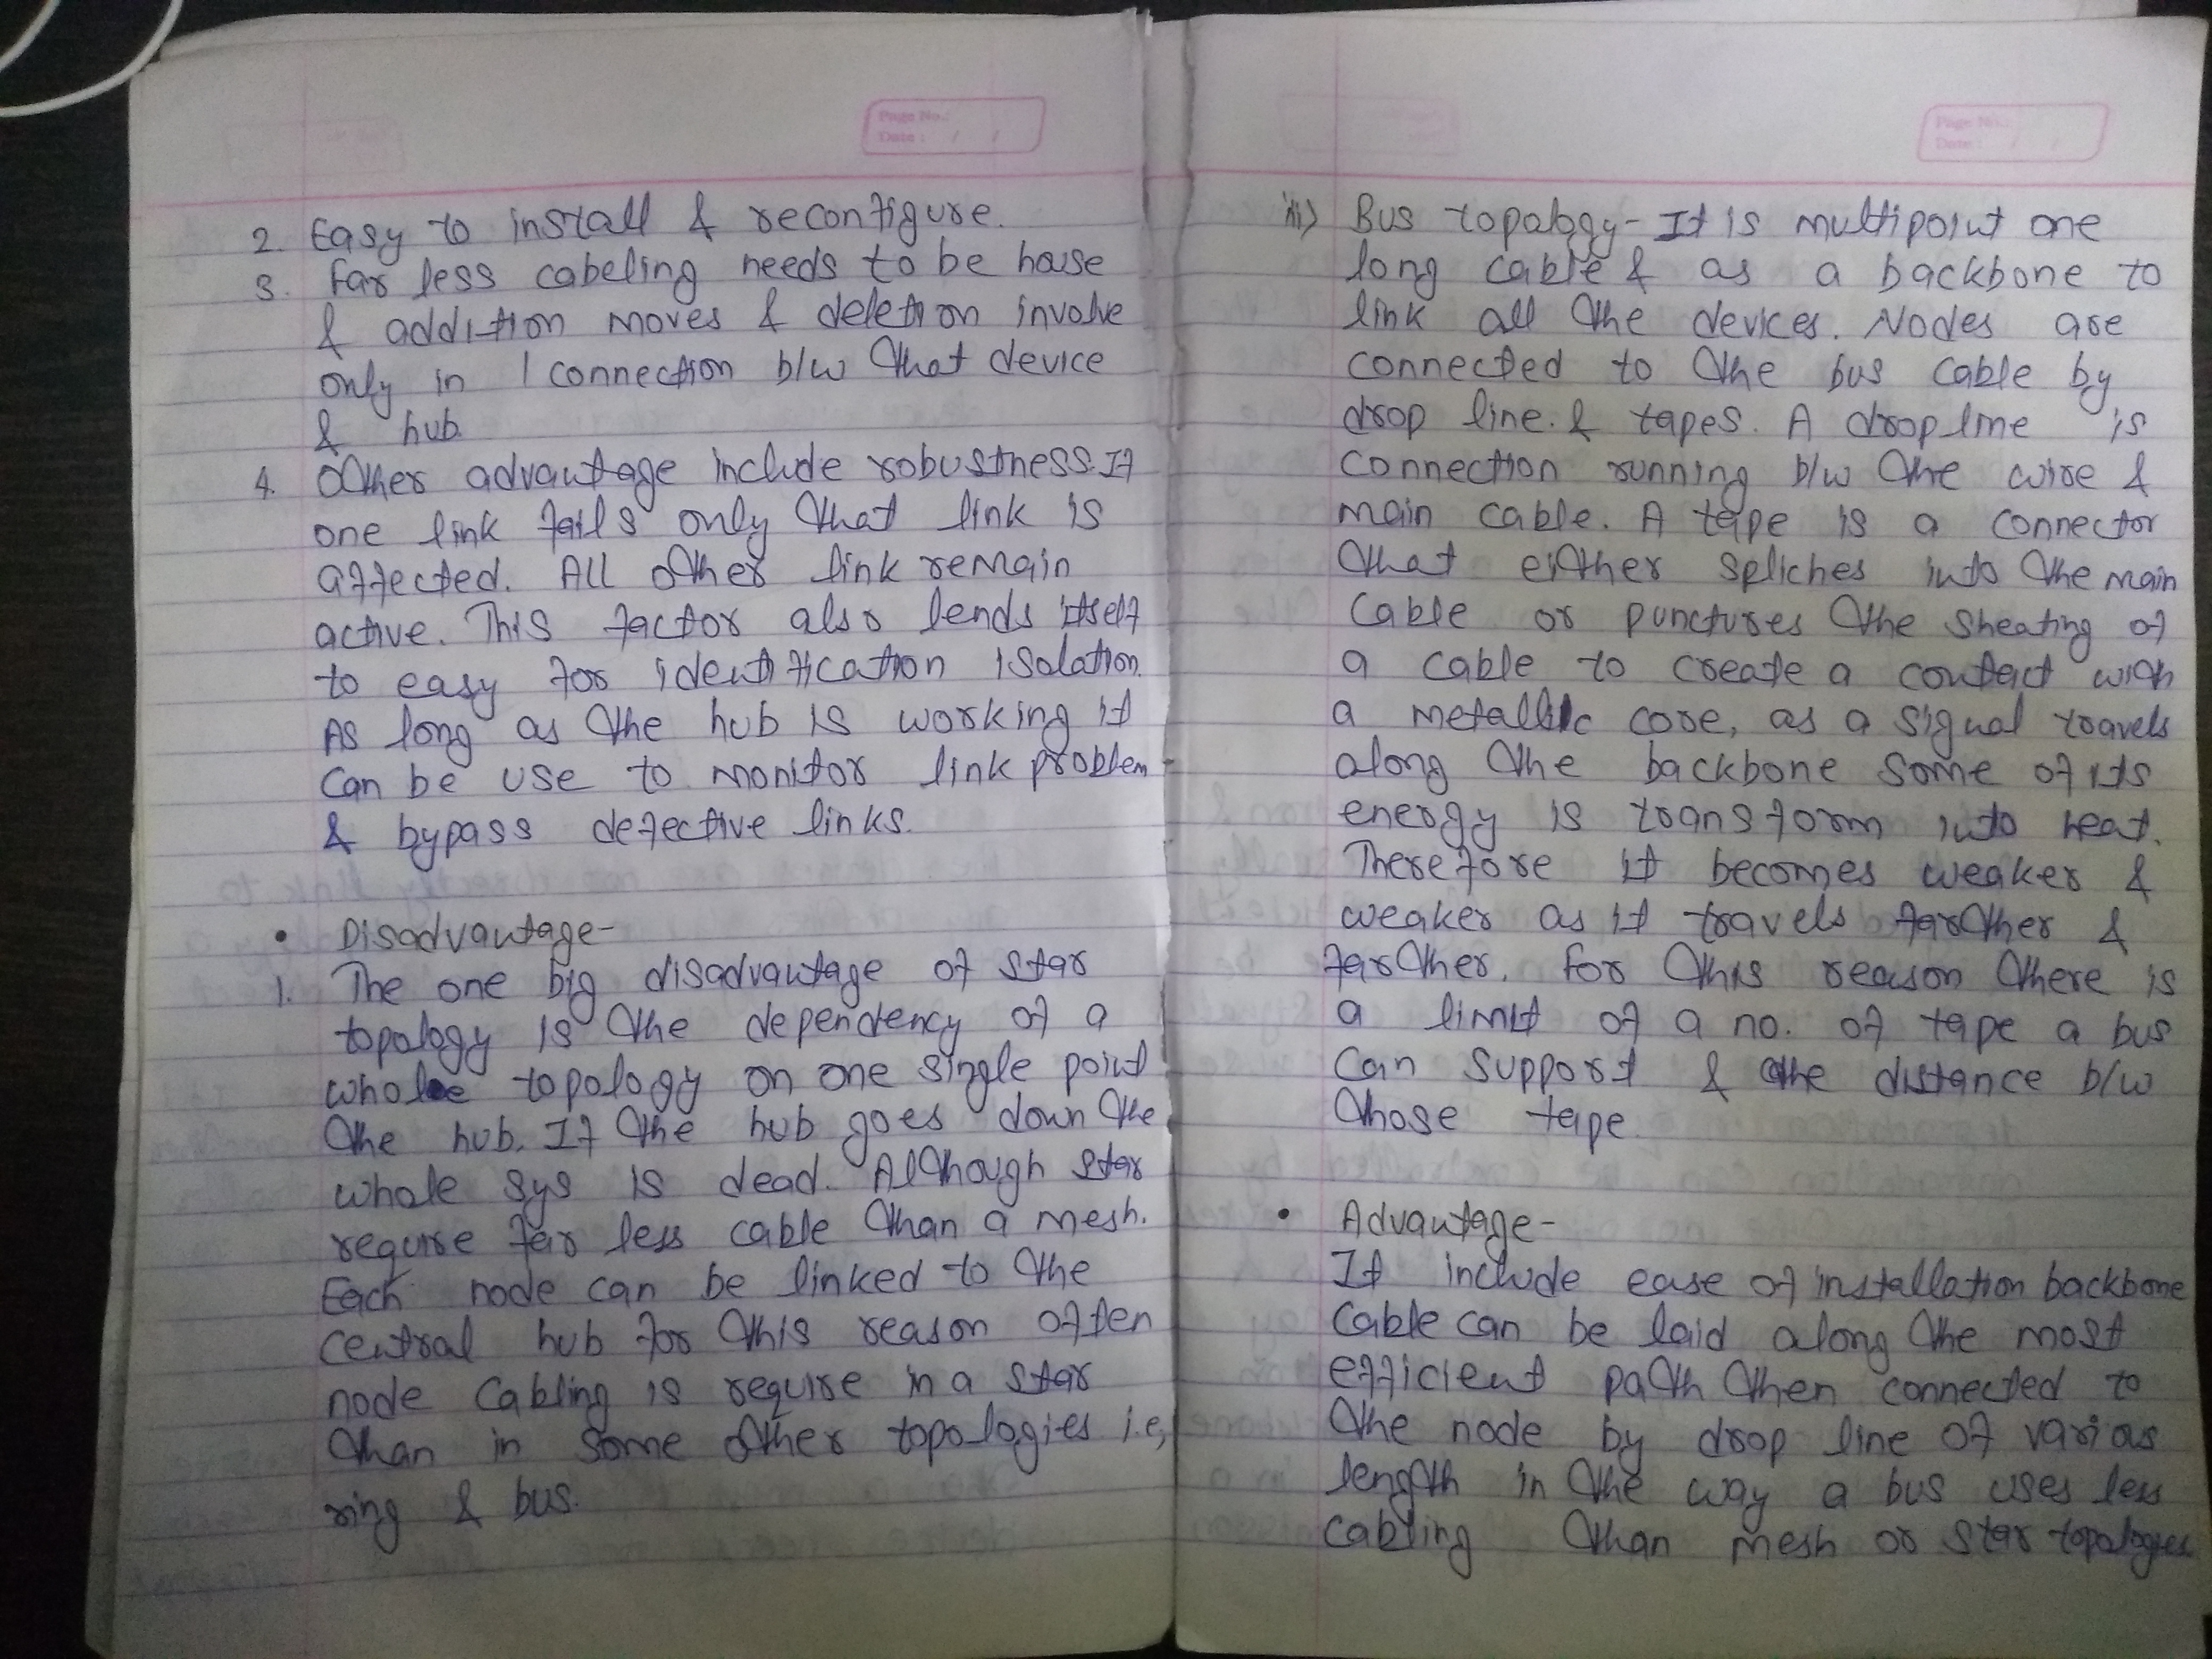 Page No.:
Date : / /
2. Easy to install & reconfigure.
3. Far less cabeling needs to be house
& addition moves & deletion involve
only in 1 connection b/w that device
& hub
4. Other advantage include robustness. If
one link fails only that link is
affected. All other link remain
active. This factor also lends itself
to easy for identification isolation.
As long as the hub is working it
can be use to monitor link problem
& bypass defective links.
• Disadvantage-
1. The one big disadvantage of star
topology is the dependency of a
whole topology on one single point
the hub. If the hub goes down the
whole sys is dead. Although star
require far less cable than a mesh.
Each node can be linked to the
central hub for this reason often
node cabling is require in a star
than in some other topologies i.e,
ring & bus.
Page No.:
Date : / /
iii) Bus topology - It is multipoint one
long cable & as a backbone to
link all the devices. Nodes are
connected to the bus cable by
drop line. & tapes. A drop line is
connection running b/w the wire &
main cable. A tape is a connector
that either spliches into the main
cable or punctures the sheating of
a cable to create a contact with
a metallic core, as a signal travels
along the backbone some of its
energy is transform into heat.
Therefore it becomes weaker &
weaker as it travels farther &
farther. For this reason there is
a limit of a no. of tape a bus
can support & the distance b/w
those tape.
• Advantage-
It include ease of installation backbone
cable can be laid along the most
efficient path then connected to
the node by drop line of various
length in the way a bus uses less
cabling than mesh or star topologies